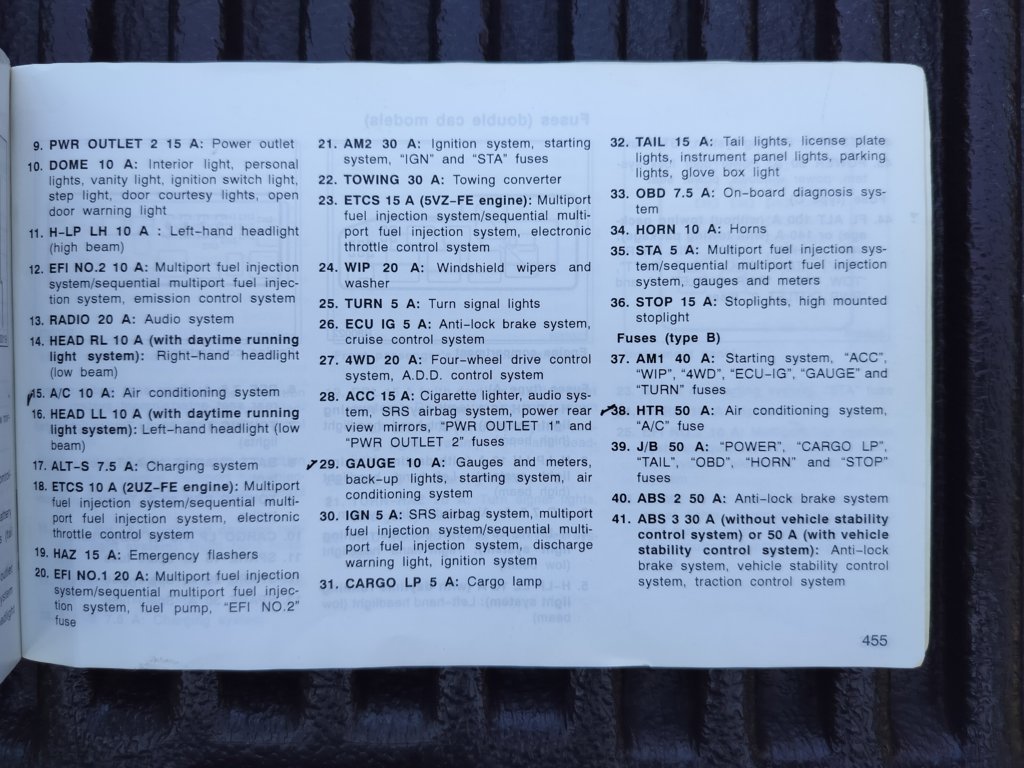 9. PWR OUTLET 2 15 A: Power outlet
10. DOME 10 A: Interior light, personal
lights, vanity light, ignition switch light,
step light, door courtesy lights, open
door warning light
11. H-LP LH 10 A : Left-hand headlight
(high beam)
12. EFI NO.2 10 A: Multiport fuel injection
system/sequential multiport fuel injec-
tion system, emission control system
13. RADIO 20 A: Audio system
14. HEAD RL 10 A (with daytime running
light system): Right-hand headlight
(low beam)
15. A/C 10 A: Air conditioning system
16. HEAD LL 10 A (with daytime running
light system): Left-hand headlight (low
beam)
17. ALT-S 7.5 A: Charging system
18. ETCS 10 A (2UZ-FE engine): Multiport
fuel injection system/sequential multi-
port fuel injection system, electronic
throttle control system
19. HAZ 15 A: Emergency flashers
20. EFI NO.1 20 A: Multiport fuel injection
system/sequential multiport fuel injec-
tion system, fuel pump, "EFI NO.2"
fuse
21. AM2 30 A: Ignition system, starting
system, "IGN" and "STA" fuses
22. TOWING 30 A: Towing converter
23. ETCS 15 A (5VZ-FE engine): Multiport
fuel injection system/sequential multi-
port fuel injection system, electronic
throttle control system
24. WIP 20 A: Windshield wipers and
washer
25. TURN 5 A: Turn signal lights
26. ECU IG 5 A: Anti-lock brake system,
cruise control system
27. 4WD 20 A: Four-wheel drive control
system, A.D.D. control system
28. ACC 15 A: Cigarette lighter, audio sys-
tem, SRS airbag system, power rear
view mirrors, "PWR OUTLET 1" and
"PWR OUTLET 2" fuses
29. GAUGE 10 A: Gauges and meters,
back-up lights, starting system, air
conditioning system
30. IGN 5 A: SRS airbag system, multiport
fuel injection system/sequential multi-
port fuel injection system, discharge
warning light, ignition system
31. CARGO LP 5 A: Cargo lamp
32. TAIL 15 A: Tail lights, license plate
lights, instrument panel lights, parking
lights, glove box light
33. OBD 7.5 A: On-board diagnosis sys-
tem
34. HORN 10 A: Horns
35. STA 5 A: Multiport fuel injection sys-
tem/sequential multiport fuel injection
system, gauges and meters
36. STOP 15 A: Stoplights, high mounted
stoplight
Fuses (type B)
37. AM1 40 A: Starting system, "ACC",
"WIP", "4WD", "ECU-IG", "GAUGE" and
"TURN" fuses
38. HTR 50 A: Air conditioning system,
"A/C" fuse
39. J/B 50 A: "POWER", "CARGO LP",
"TAIL", "OBD", "HORN" and "STOP"
fuses
40. ABS 2 50 A: Anti-lock brake system
41. ABS 3 30 A (without vehicle stability
control system) or 50 A (with vehicle
stability control system): Anti-lock
brake system, vehicle stability control
system, traction control system
455